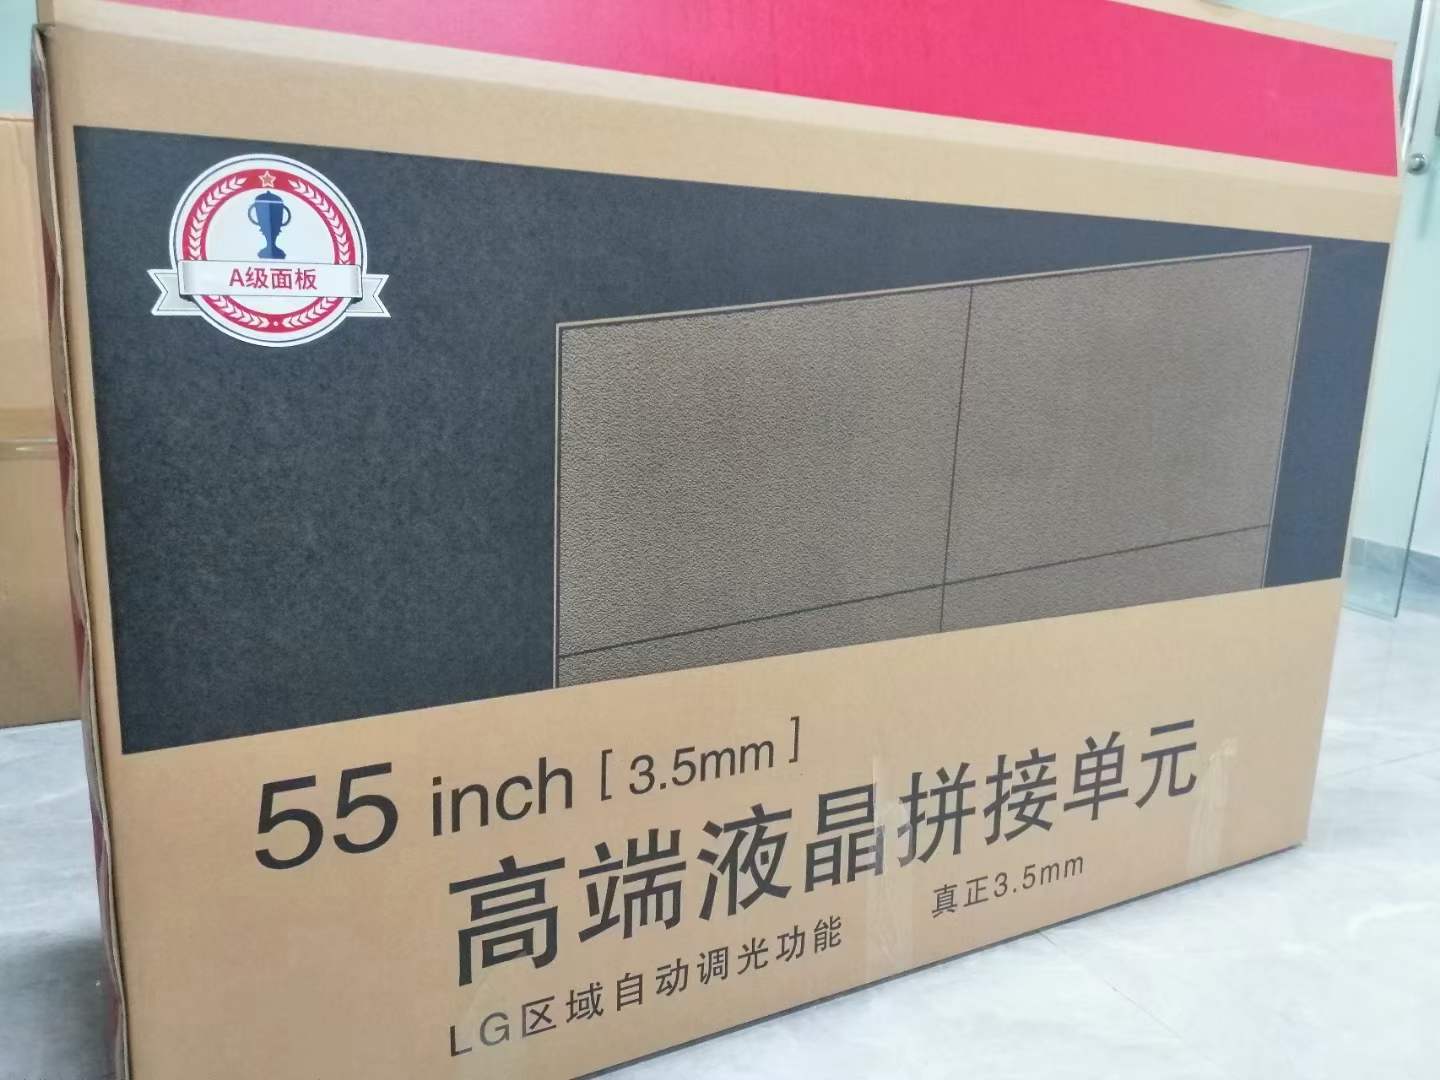 A级面板
55 inch [ 3.5mm ]
高端液晶拼接单元
LG区域自动调光功能 真正3.5mm